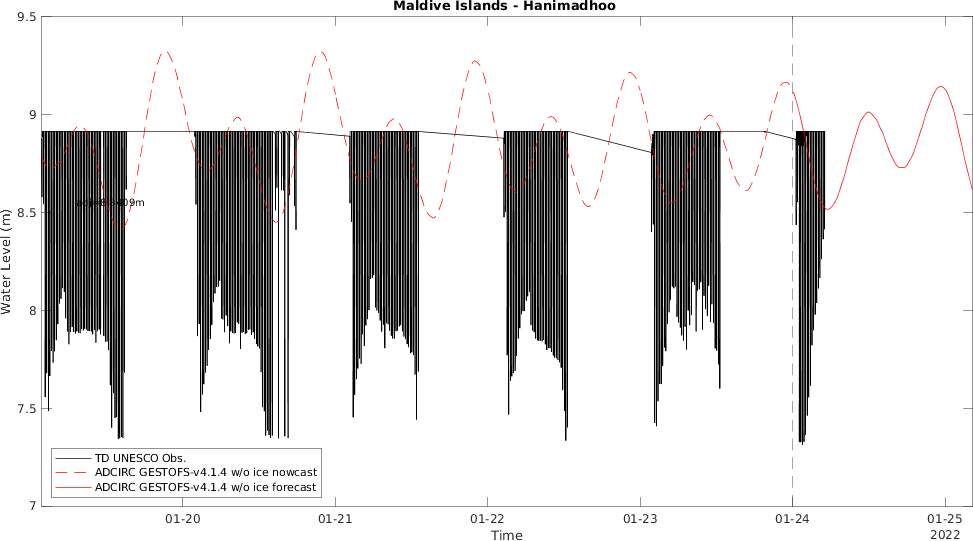 Maldive Islands - Hanimadhoo
9.5
9
8.5
8
7.5
7
Water Level (m)
TD UNESCO Obs.
ADCIRC GESTOFS-v4.1.4 w/o ice nowcast
ADCIRC GESTOFS-v4.1.4 w/o ice forecast
01-20
01-21
01-22
01-23
01-24
01-25
Time
2022